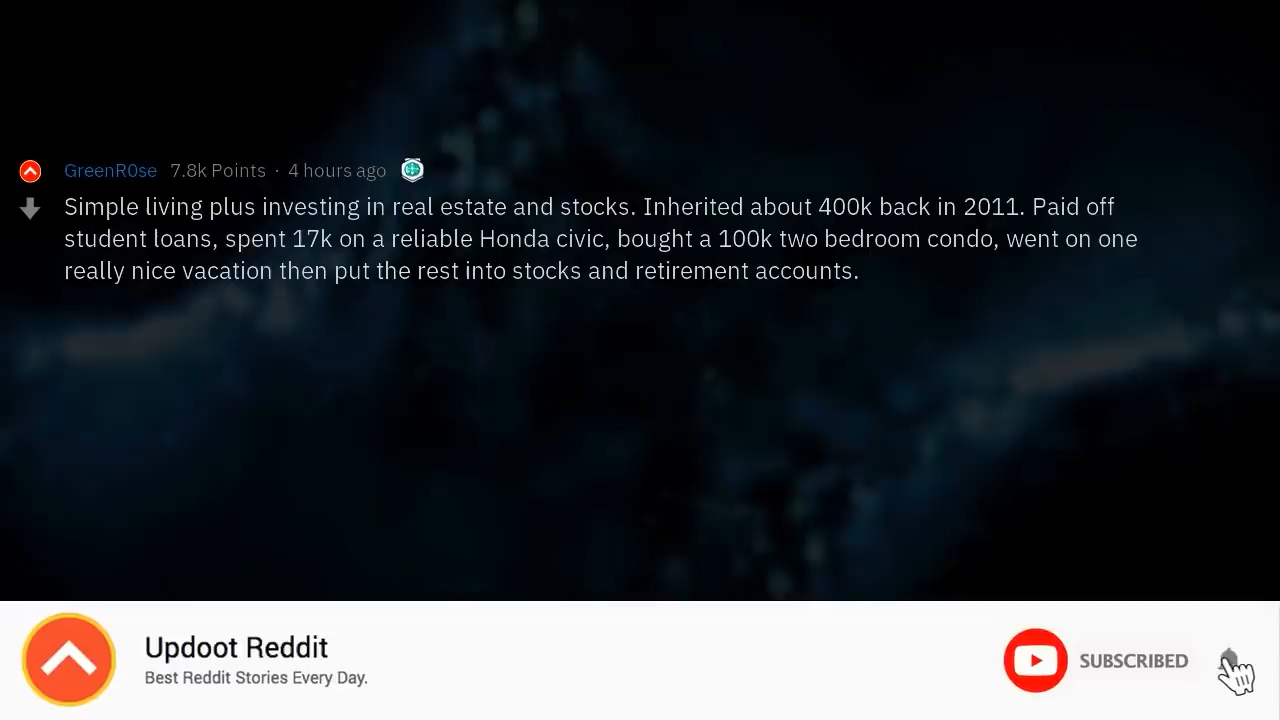 GreenR0se 7.8k Points · 4 hours ago
Simple living plus investing in real estate and stocks. Inherited about 400k back in 2011. Paid off
student loans, spent 17k on a reliable Honda civic, bought a 100k two bedroom condo, went on one
really nice vacation then put the rest into stocks and retirement accounts.
Updoot Reddit
Best Reddit Stories Every Day.
SUBSCRIBED